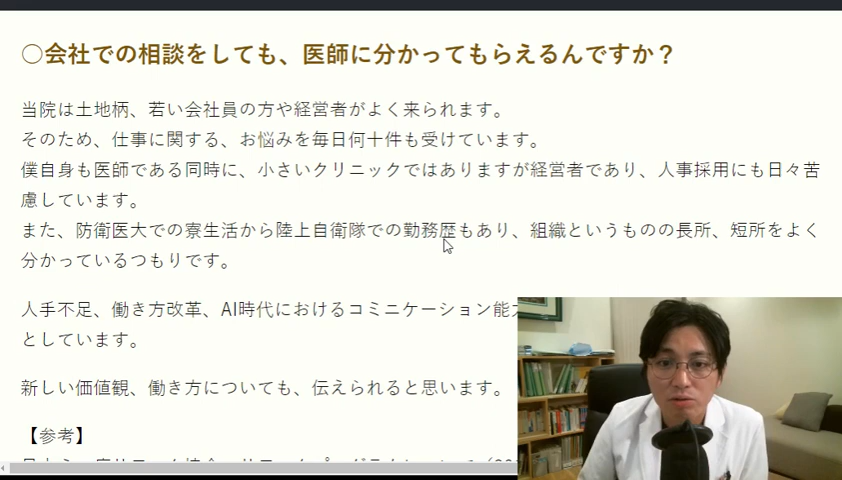 ○会社での相談をしても、医師に分かってもらえるんですか？
当院は土地柄、若い会社員の方や経営者がよく来られます。
そのため、仕事に関する、お悩みを毎日何十件も受けています。
僕自身も医師である同時に、小さいクリニックではありますが経営者であり、人事採用にも日々苦
慮しています。
また、防衛医大での寮生活から陸上自衛隊での勤務歴もあり、組織というものの長所、短所をよく
分かっているつもりです。
人手不足、働き方改革、AI時代におけるコミニケーション能
としています。
新しい価値観、働き方についても、伝えられると思います。
【参考】